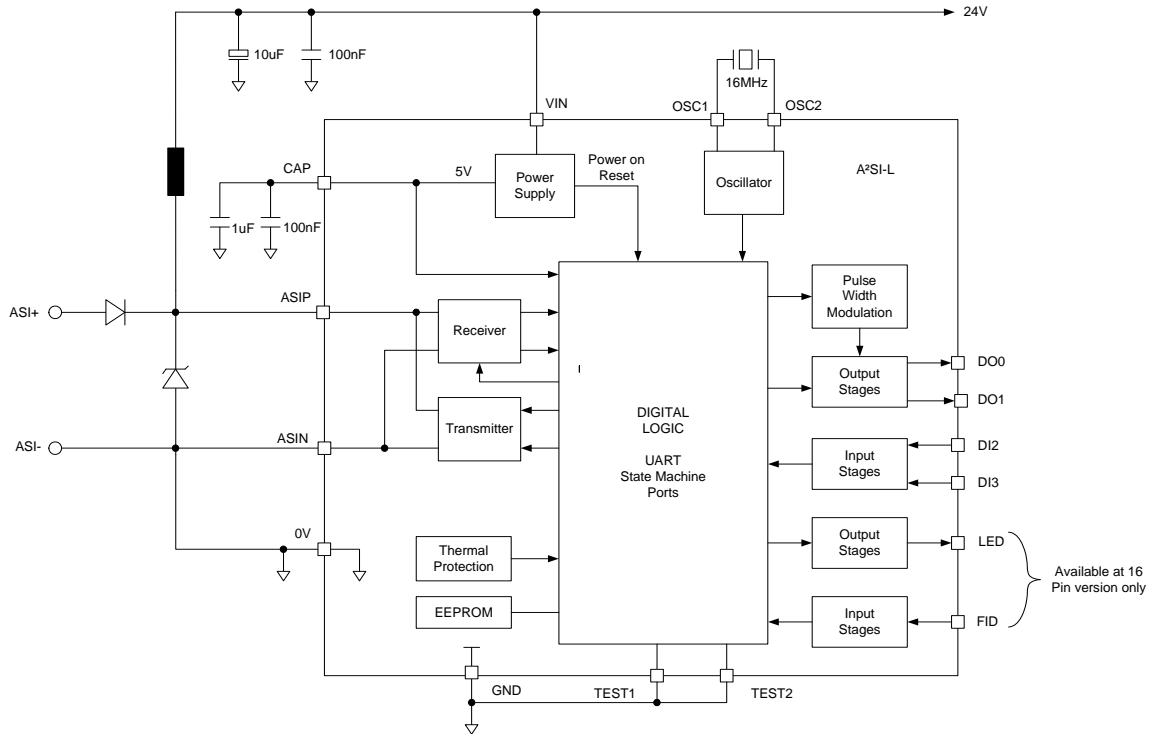 24V
10uF
100nF
16MHz
VIN
OSC1
OSC2
CAP
5V
Power
Supply
Power on
Reset
Oscillator
A²SI-L
1uF
100nF
ASI+
ASIP
Receiver
Pulse
Width
Modulation
Output
Stages
DO0
DO1
ASI-
ASIN
Transmitter
DIGITAL
LOGIC
UART
State Machine
Ports
Input
Stages
DI2
DI3
0V
Thermal
Protection
EEPROM
Output
Stages
LED
Available at 16
Pin version only
Input
Stages
FID
GND
TEST1
TEST2